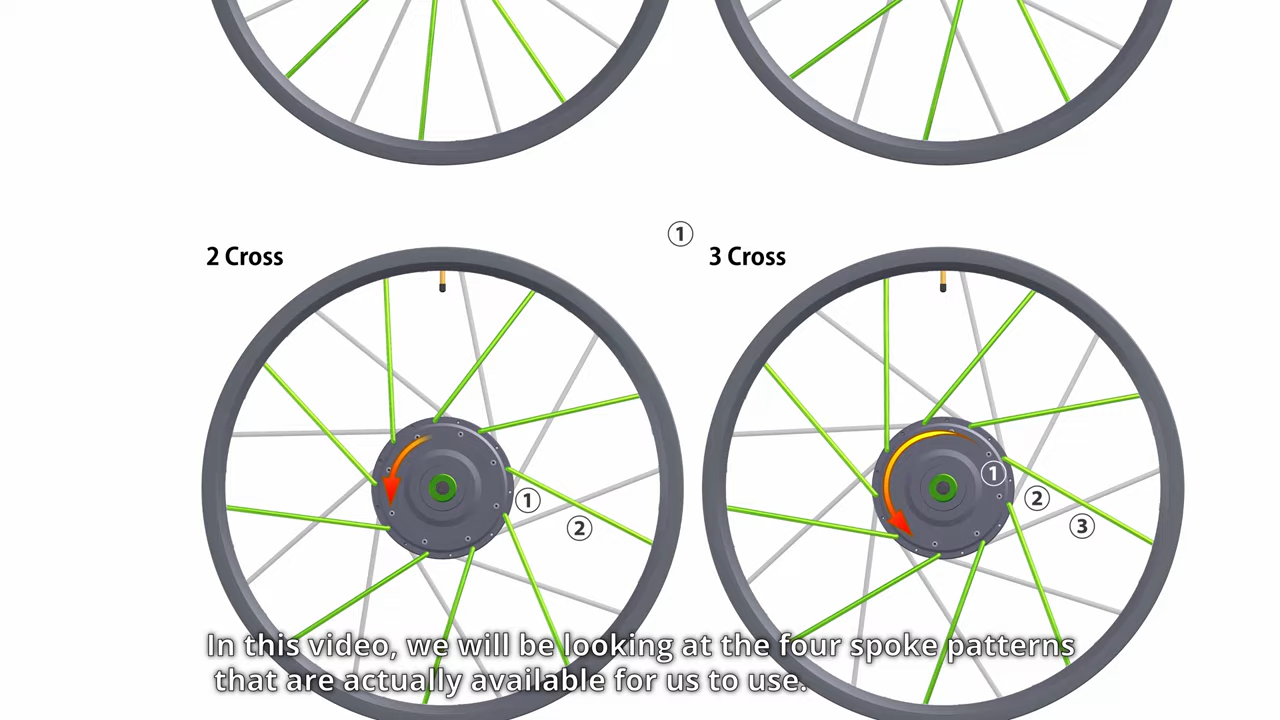 ①
2 Cross
3 Cross
①
②
①
②
③
In this video, we will be looking at the four spoke patterns
that are actually available for us to use.